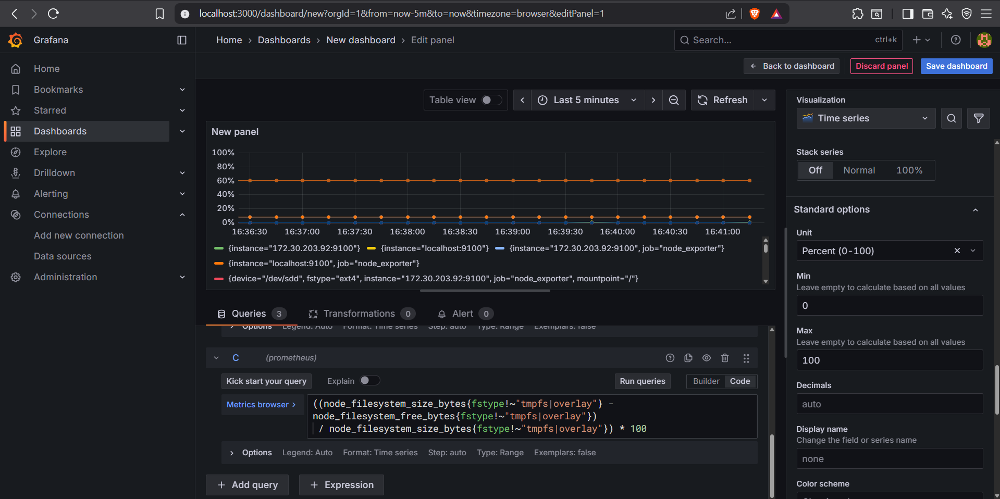 localhost:3000/dashboard/new?orgId=1&from=now-5m&to=now&timezone=browser&editPanel=1
Grafana
Home › Dashboards › New dashboard › Edit panel
Search...
ctrl+k
Back to dashboard
Discard panel
Save dashboard
Home
Bookmarks
Starred
Dashboards
Explore
Drilldown
Alerting
Connections
Add new connection
Data sources
Administration
Table view
Last 5 minutes
Refresh
New panel
100%
80%
60%
40%
20%
0%
16:36:30 16:37:00 16:37:30 16:38:00 16:38:30 16:39:00 16:39:30 16:40:00 16:40:30 16:41:00
{instance="172.30.203.92:9100"} {instance="localhost:9100"} {instance="172.30.203.92:9100", job="node_exporter"}
{instance="localhost:9100", job="node_exporter"}
{device="/dev/sdd", fstype="ext4", instance="172.30.203.92:9100", job="node_exporter", mountpoint="/"}
Queries 3
Transformations 0
Alert 0
Options Legend: Auto Format: Time series Step: auto Type: Range Exemplars: false
C (prometheus)
Kick start your query
Explain
Run queries
Builder Code
Metrics browser >
((node_filesystem_size_bytes{fstype!~"tmpfs|overlay"} -
node_filesystem_free_bytes{fstype!~"tmpfs|overlay"})
/ node_filesystem_size_bytes{fstype!~"tmpfs|overlay"}) * 100
Options Legend: Auto Format: Time series Step: auto Type: Range Exemplars: false
+ Add query
+ Expression
Visualization
Time series
Stack series
Off Normal 100%
Standard options
Unit
Percent (0-100)
Min
Leave empty to calculate based on all values
0
Max
Leave empty to calculate based on all values
100
Decimals
auto
Display name
Change the field or series name
none
Color scheme